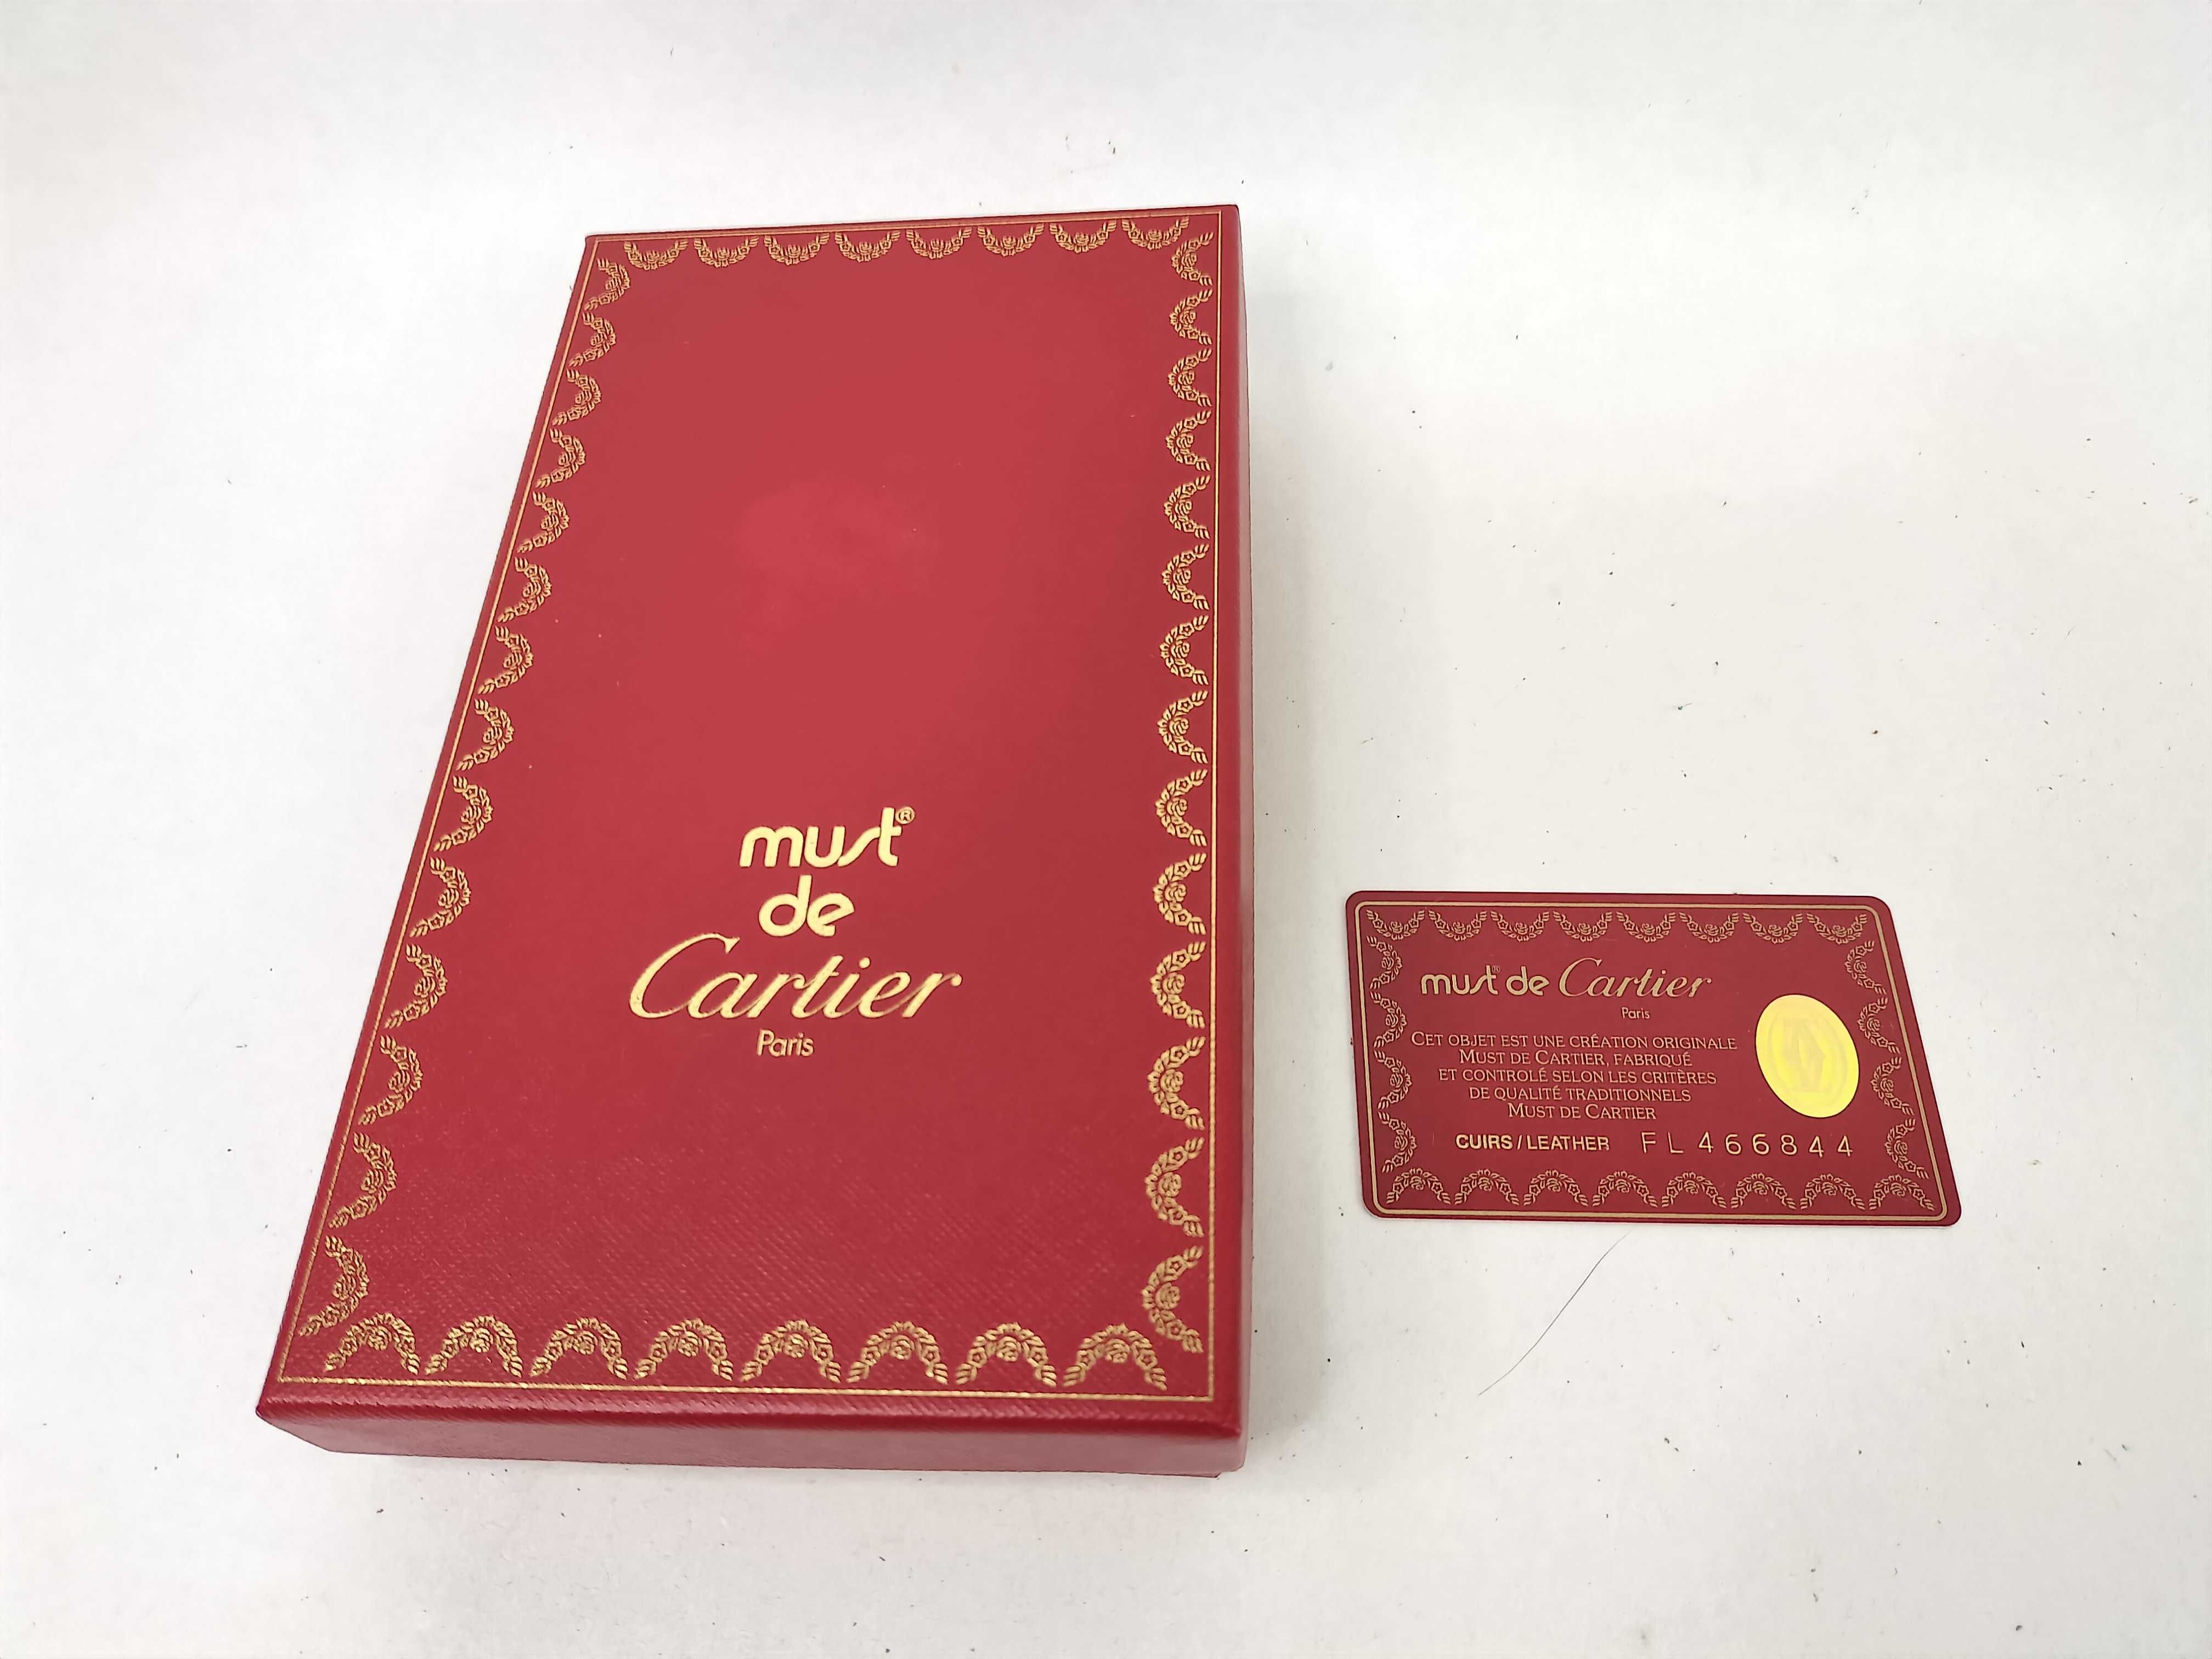 must®
de
Cartier
Paris
must® de Cartier
Paris
CET OBJET EST UNE CRÉATION ORIGINALE
MUST DE CARTIER, FABRIQUÉ
ET CONTROLÉ SELON LES CRITÈRES
DE QUALITÉ TRADITIONNELS
MUST DE CARTIER
CUIRS/LEATHER FL466844